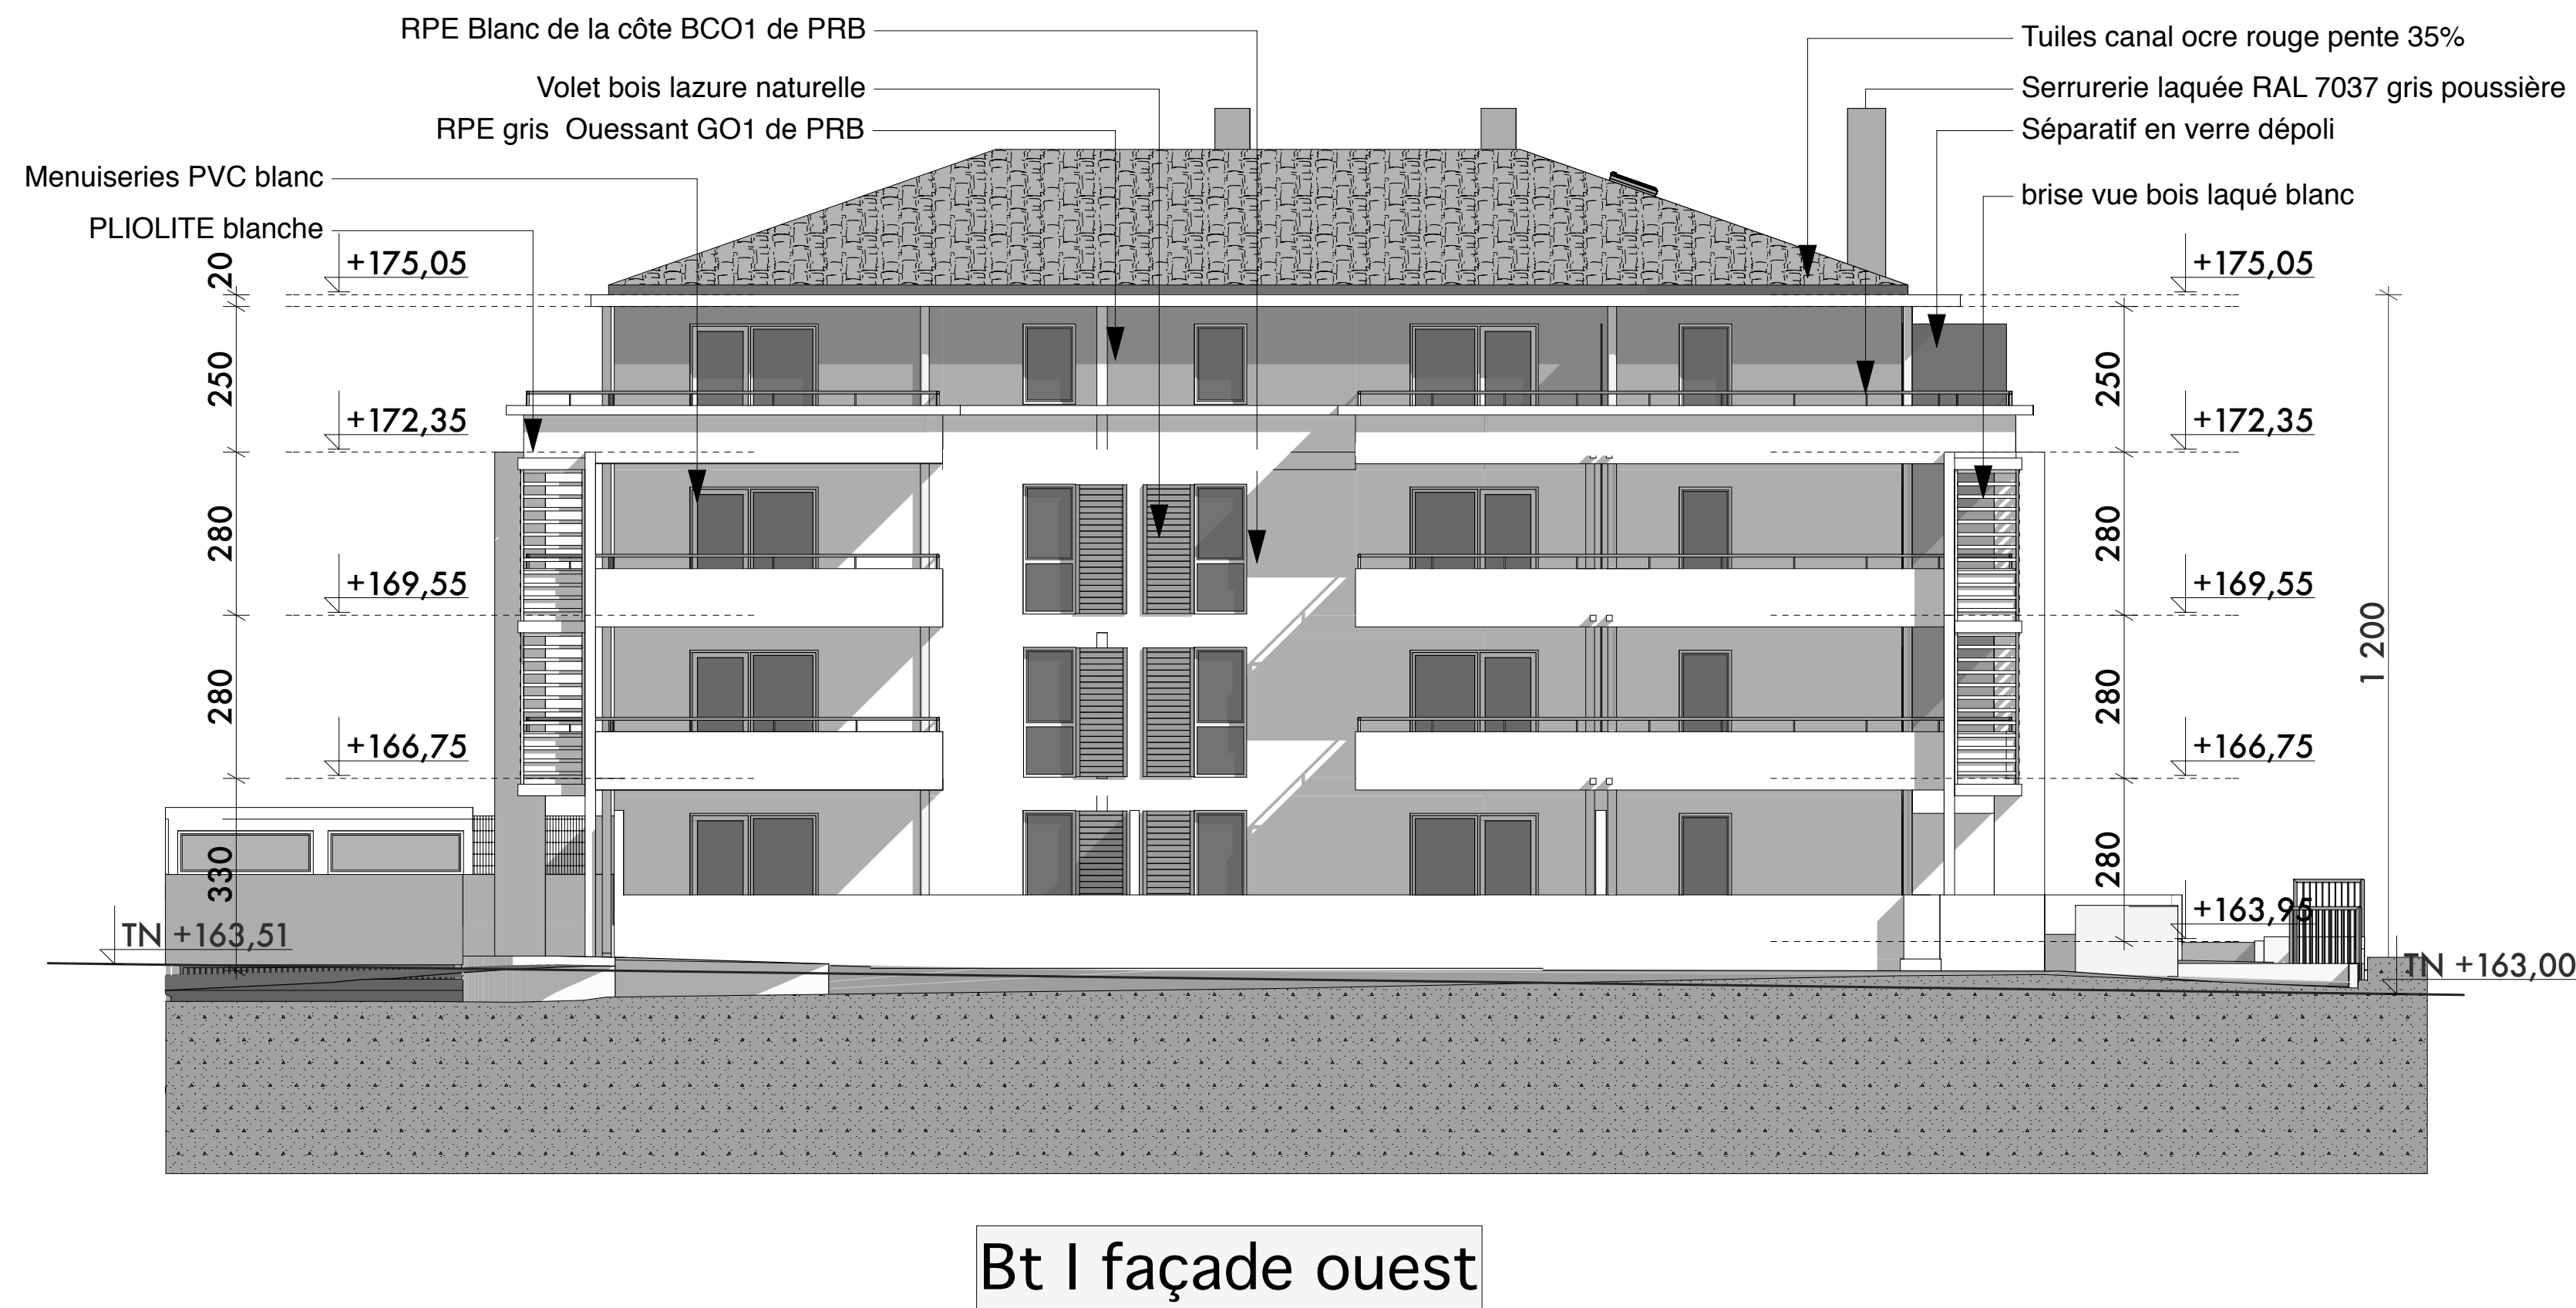 RPE Blanc de la côte BCO1 de PRB
Tuiles canal ocre rouge pente 35%
Volet bois lazure naturelle
Serrurerie laquée RAL 7037 gris poussière
RPE gris  Ouessant GO1 de PRB
Séparatif en verre dépoli
Menuiseries PVC blanc
brise vue bois laqué blanc
PLIOLITE blanche
20
+175,05
+175,05
250
250
+172,35
+172,35
280
280
+169,55
+169,55
1 200
280
280
+166,75
+166,75
330
280
+163,95
TN +163,51
TN +163,00
Bt I façade ouest